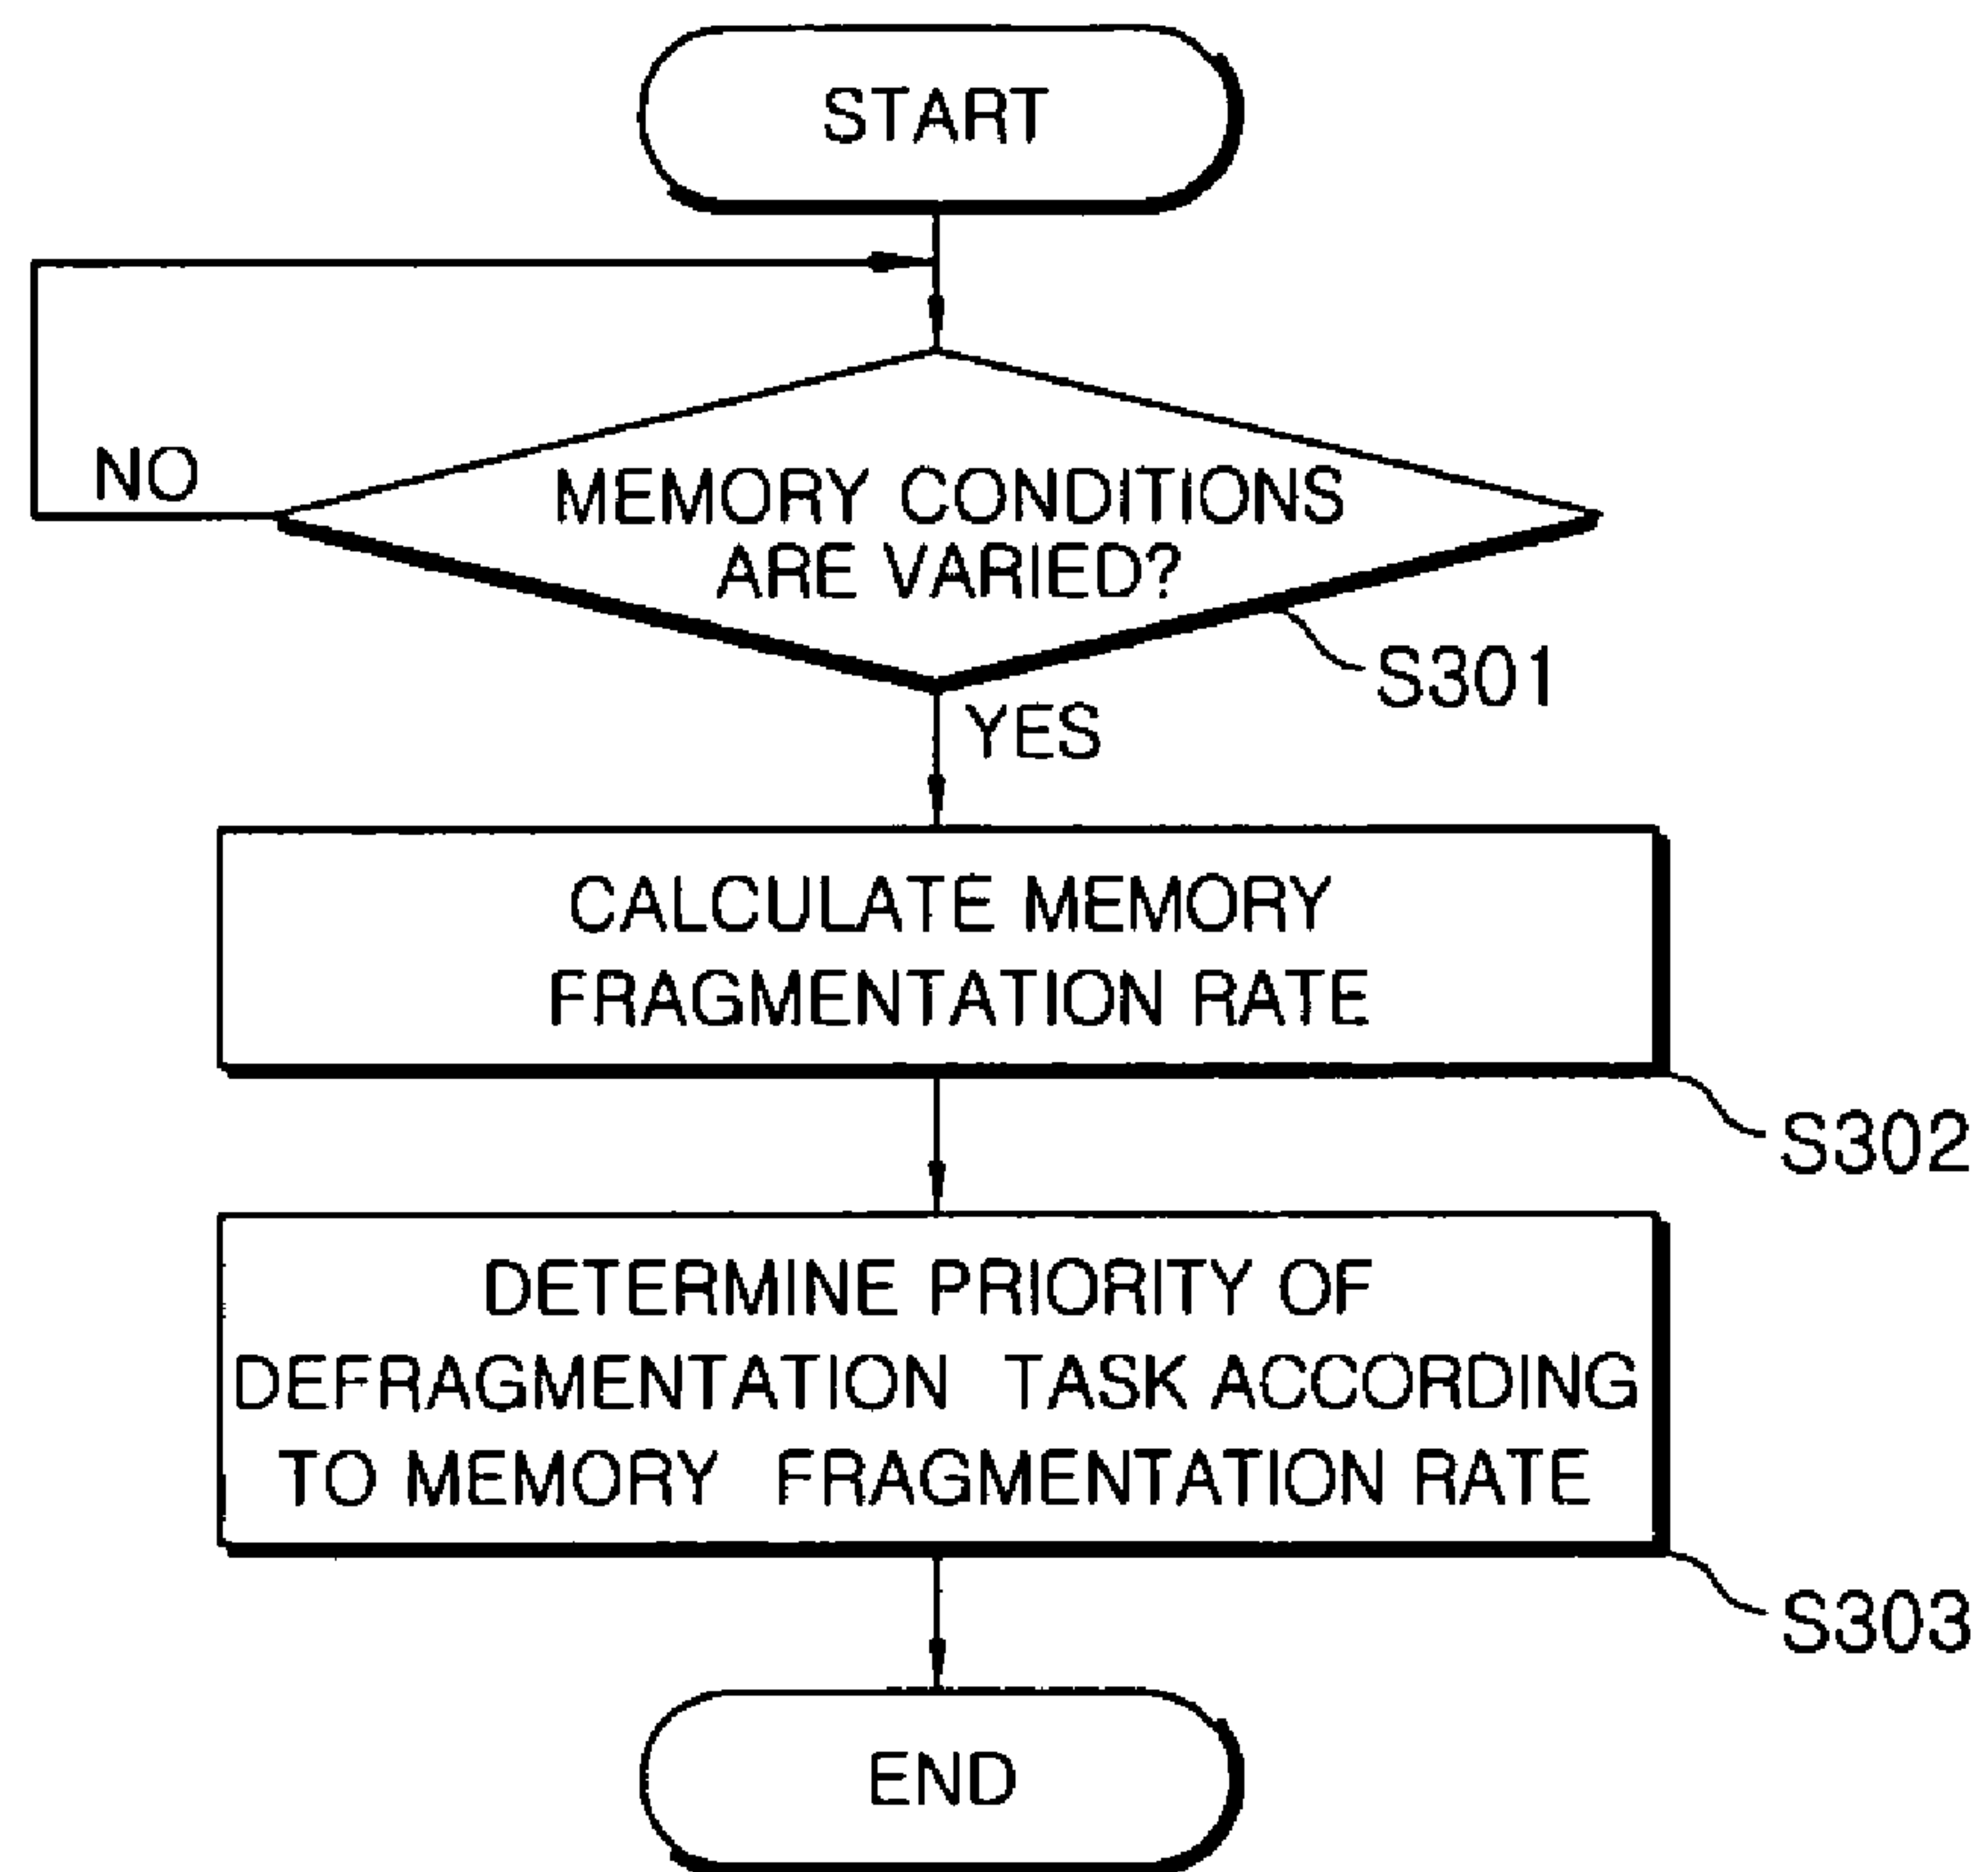 START
NO
MEMORY CONDITIONS
ARE VARIED?
S301
YES
CALCULATE MEMORY
FRAGMENTATION RATE
S302
DETERMINE PRIORITY OF
DEFRAGMENTATION TASK ACCORDING
TO MEMORY FRAGMENTATION RATE
S303
END